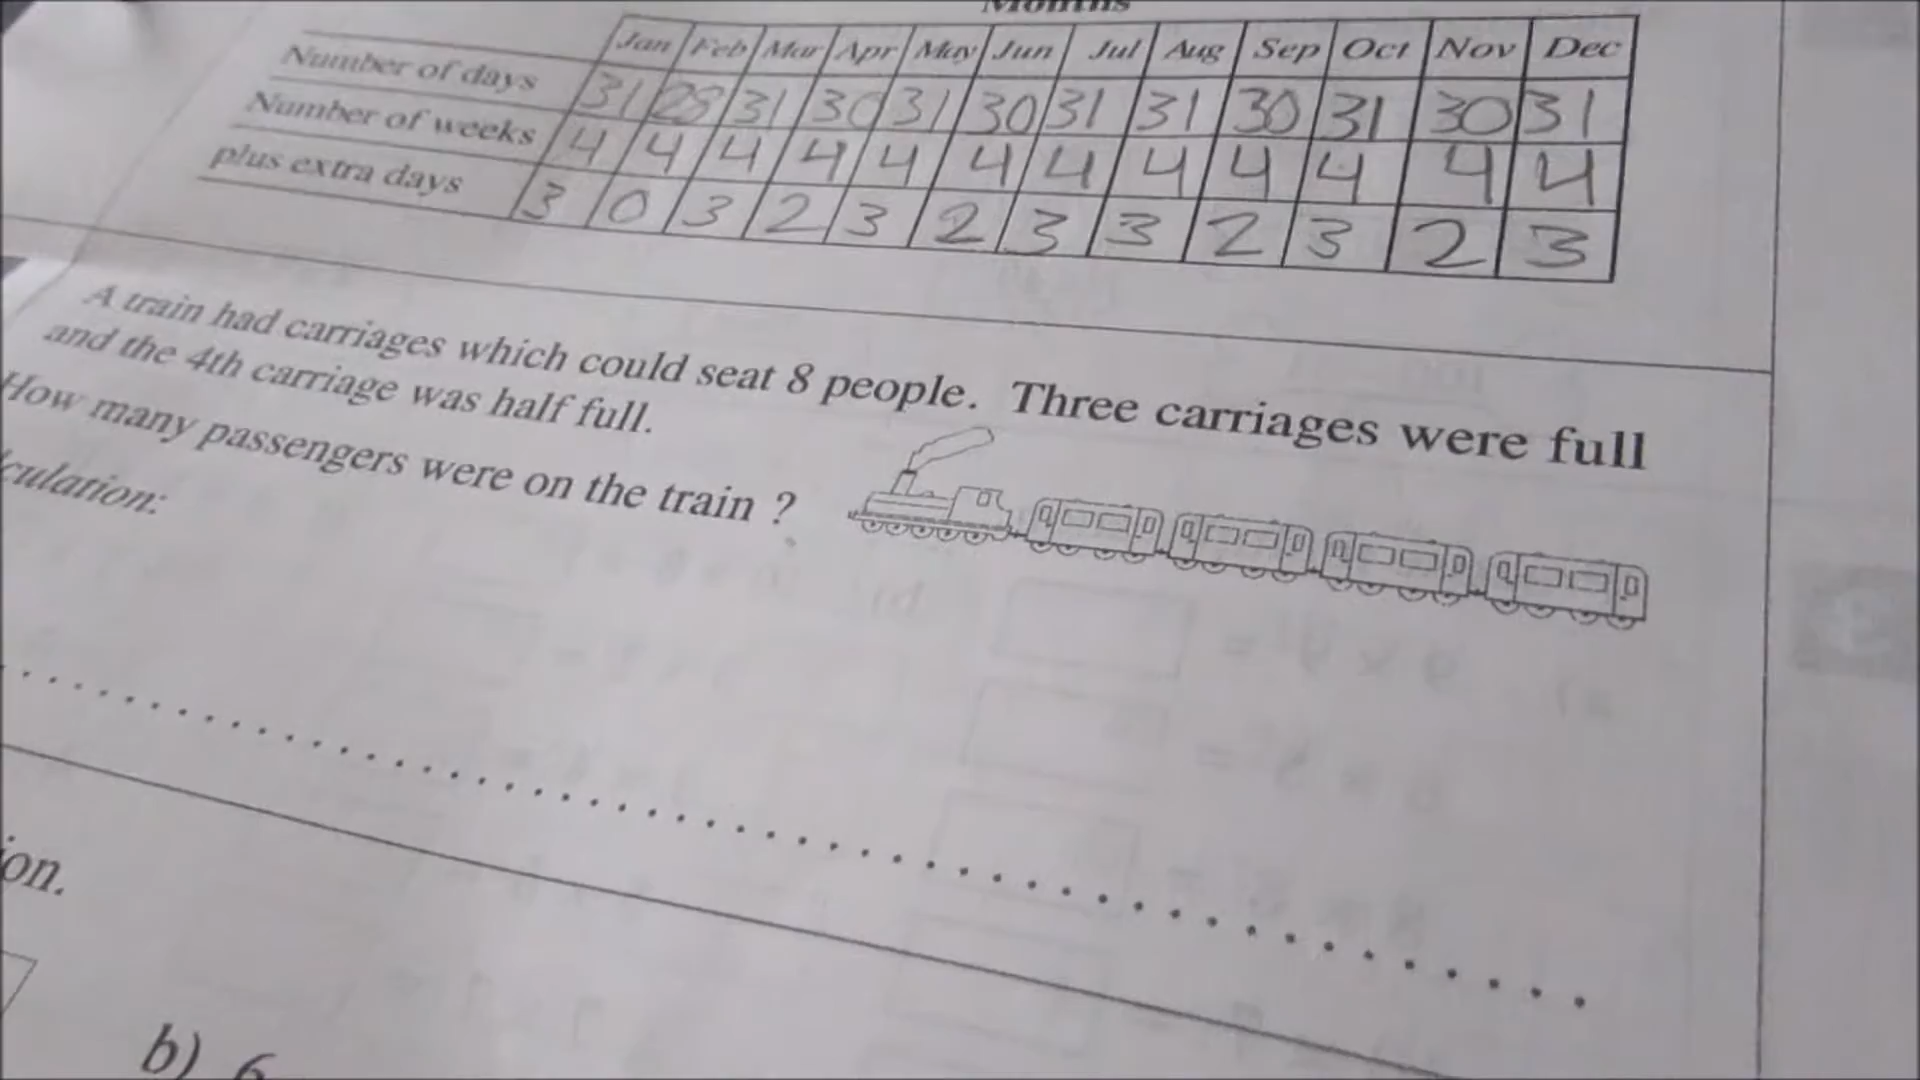 Months
Jan Feb Mar Apr May Jun Jul Aug Sep Oct Nov Dec
Number of days 31 28 31 30 31 30 31 31 30 31 30 31
Number of weeks 4 4 4 4 4 4 4 4 4 4 4 4
plus extra days 3 0 3 2 3 2 3 3 2 3 2 3
A train had carriages which could seat 8 people. Three carriages were full
and the 4th carriage was half full.
How many passengers were on the train ?
culation:
ion.
b) 6